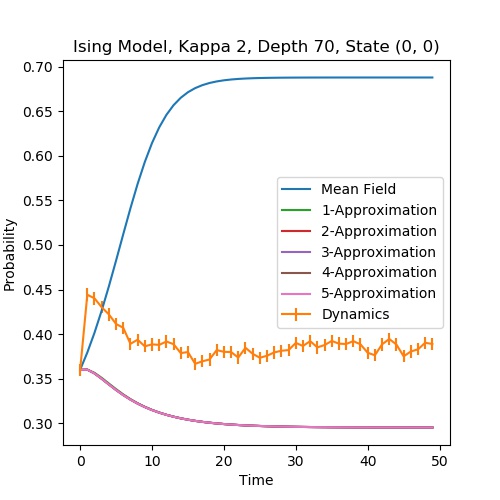 Ising Model, Kappa 2, Depth 70, State (0, 0)
0.70
0.65
0.60
0.55
0.50
0.45
0.40
0.35
0.30
Probability
Mean Field
1-Approximation
2-Approximation
3-Approximation
4-Approximation
5-Approximation
Dynamics
0 10 20 30 40 50
Time